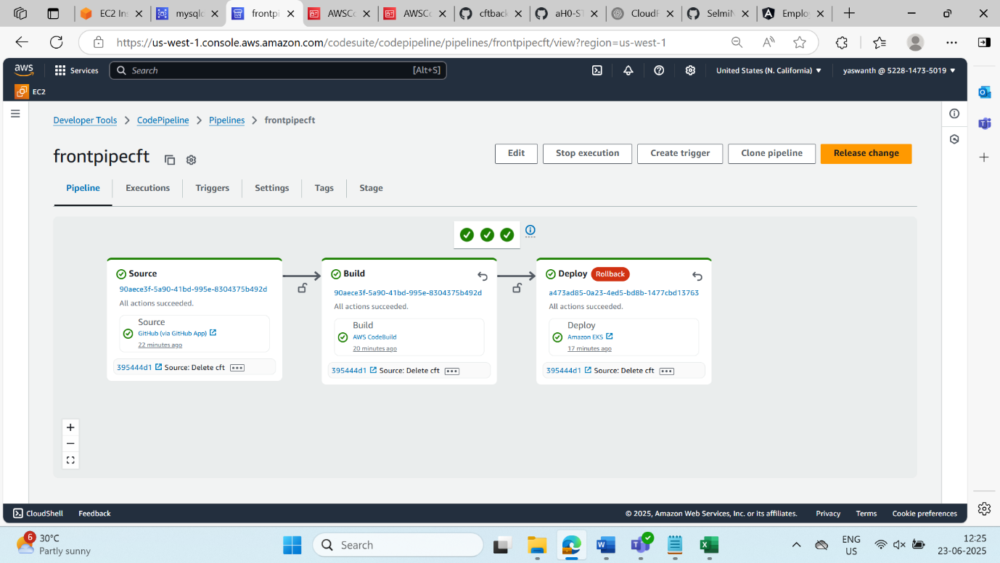 EC2 Ins
mysqlc
frontpi
AWSCo
AWSCo
cftback
aH0-ST
CloudF
SelmiN
Employ
https://us-west-1.console.aws.amazon.com/codesuite/codepipeline/pipelines/frontpipecft/view?region=us-west-1
aws
Services
Search
[Alt+S]
United States (N. California)
yaswanth @ 5228-1473-5019
EC2
Developer Tools
CodePipeline
Pipelines
frontpipecft
frontpipecft
Edit
Stop execution
Create trigger
Clone pipeline
Release change
Pipeline
Executions
Triggers
Settings
Tags
Stage
Source
90aece3f-5a90-41bd-995e-8304375b492d
All actions succeeded.
Source
GitHub (via GitHub App)
22 minutes ago
395444d1 Source: Delete cft
Build
90aece3f-5a90-41bd-995e-8304375b492d
All actions succeeded.
Build
AWS CodeBuild
20 minutes ago
395444d1 Source: Delete cft
Deploy Rollback
a473ad85-0a23-4ed5-bd8b-1477cbd13763
All actions succeeded.
Deploy
Amazon EKS
17 minutes ago
395444d1 Source: Delete cft
CloudShell
Feedback
© 2025, Amazon Web Services, Inc. or its affiliates.
Privacy
Terms
Cookie preferences
6
30°C
Partly sunny
Search
ENG
US
12:25
23-06-2025